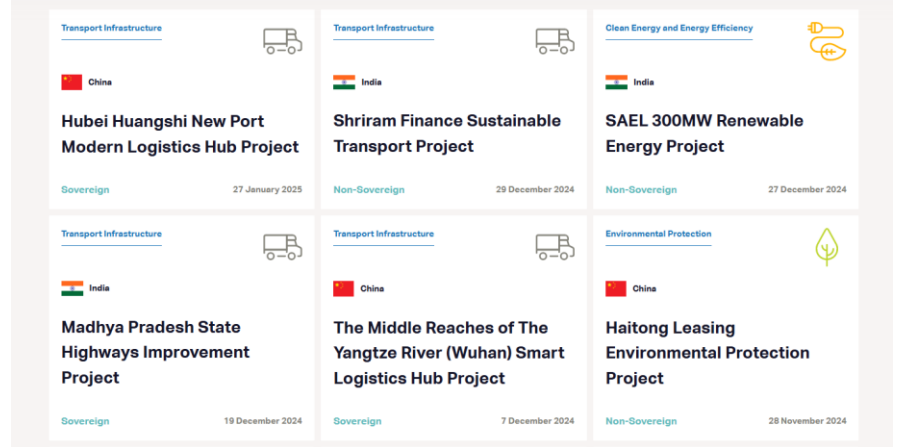 Transport Infrastructure
China
Hubei Huangshi New Port
Modern Logistics Hub Project
Sovereign
27 January 2025
Transport Infrastructure
India
Shriram Finance Sustainable
Transport Project
Non-Sovereign
29 December 2024
Clean Energy and Energy Efficiency
India
SAEL 300MW Renewable
Energy Project
Non-Sovereign
27 December 2024
Transport Infrastructure
India
Madhya Pradesh State
Highways Improvement
Project
Sovereign
19 December 2024
Transport Infrastructure
China
The Middle Reaches of The
Yangtze River (Wuhan) Smart
Logistics Hub Project
Sovereign
7 December 2024
Environmental Protection
China
Haitong Leasing
Environmental Protection
Project
Non-Sovereign
28 November 2024